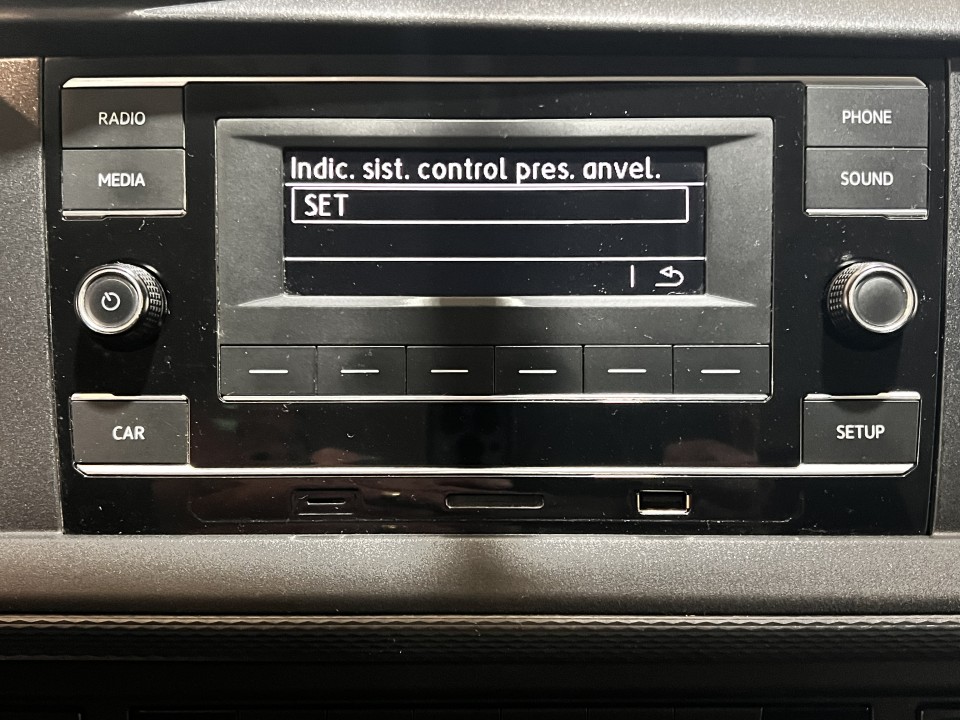 RADIO
MEDIA
Indic. sist. control pres. anvel.
SET
PHONE
SOUND
CAR
SETUP